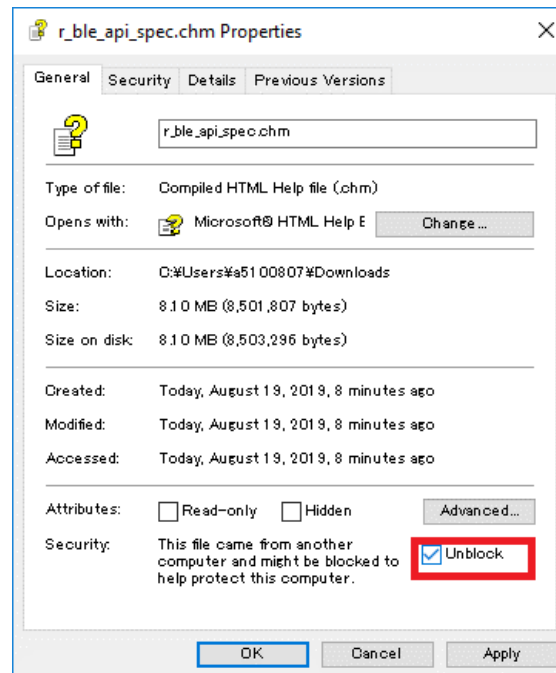 r_ble_api_spec.chm Properties
General Security Details Previous Versions
r_ble_api_spec.chm
Type of file: Compiled HTML Help file (.chm)
Opens with: Microsoft® HTML Help E Change...
Location: C:¥Users¥a5100807¥Downloads
Size: 8.10 MB (8,501,807 bytes)
Size on disk: 8.10 MB (8,503,296 bytes)
Created: Today, August 19, 2019, 8 minutes ago
Modified: Today, August 19, 2019, 8 minutes ago
Accessed: Today, August 19, 2019, 8 minutes ago
Attributes: Read-only Hidden Advanced...
Security: This file came from another
computer and might be blocked to
help protect this computer.
Unblock
OK Cancel Apply